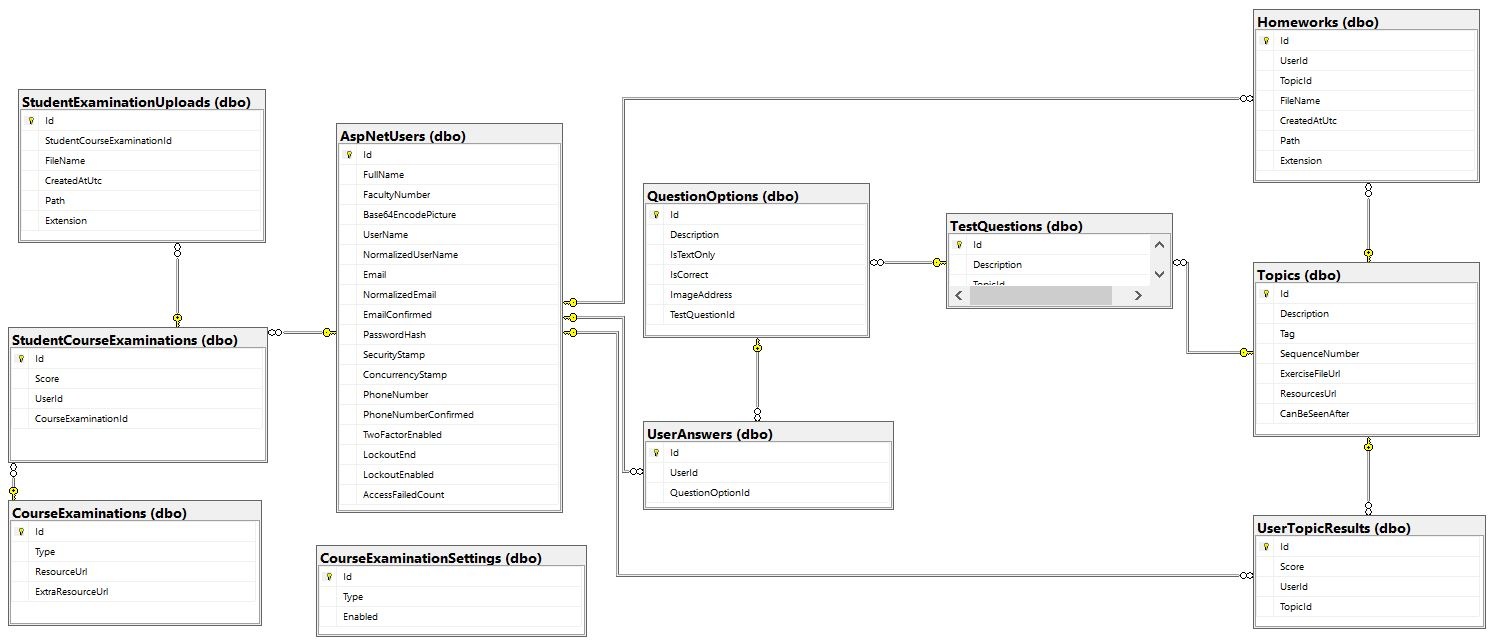 StudentExaminationUploads (dbo)
Id
StudentCourseExaminationId
FileName
CreatedAtUtc
Path
Extension
StudentCourseExaminations (dbo)
Id
Score
UserId
CourseExaminationId
CourseExaminations (dbo)
Id
Type
ResourceUrl
ExtraResourceUrl
AspNetUsers (dbo)
Id
FullName
FacultyNumber
Base64EncodePicture
UserName
NormalizedUserName
Email
NormalizedEmail
EmailConfirmed
PasswordHash
SecurityStamp
ConcurrencyStamp
PhoneNumber
PhoneNumberConfirmed
TwoFactorEnabled
LockoutEnd
LockoutEnabled
AccessFailedCount
CourseExaminationSettings (dbo)
Id
Type
Enabled
QuestionOptions (dbo)
Id
Description
IsTextOnly
IsCorrect
ImageAddress
TestQuestionId
UserAnswers (dbo)
Id
UserId
QuestionOptionId
TestQuestions (dbo)
Id
Description
TopicId
Homeworks (dbo)
Id
UserId
TopicId
FileName
CreatedAtUtc
Path
Extension
Topics (dbo)
Id
Description
Tag
SequenceNumber
ExerciseFileUrl
ResourcesUrl
CanBeSeenAfter
UserTopicResults (dbo)
Id
Score
UserId
TopicId